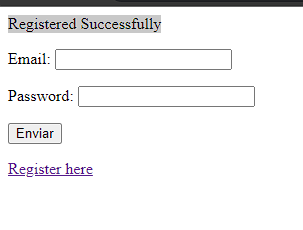 Registered Successfully
Email:
Password:
Enviar
Register here